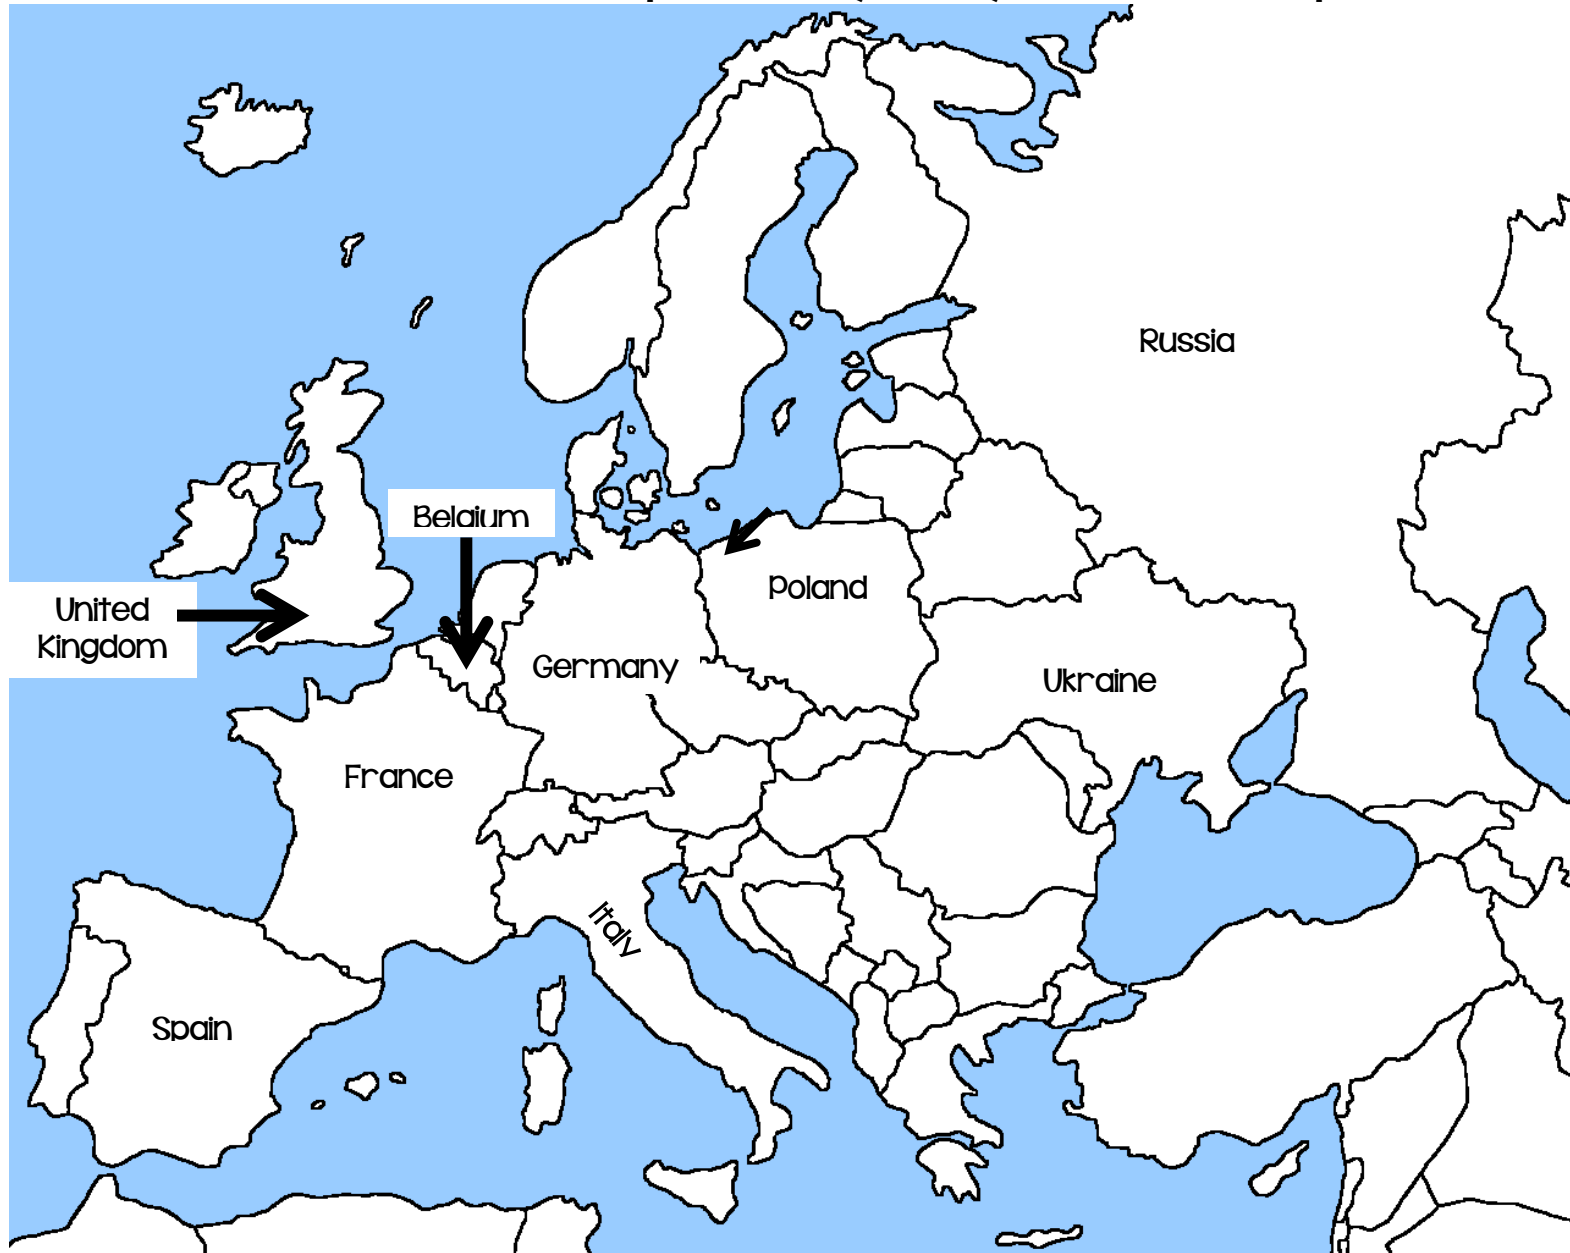 Russia
Belgium
Poland
United
Kingdom
Germany
Ukraine
France
Italy
Spain